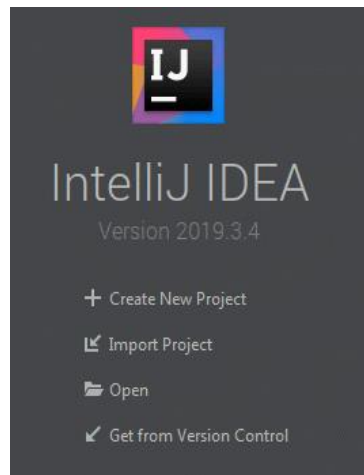 IJ
IntelliJ IDEA
Version 2019.3.4
Create New Project
Import Project
Open
Get from Version Control